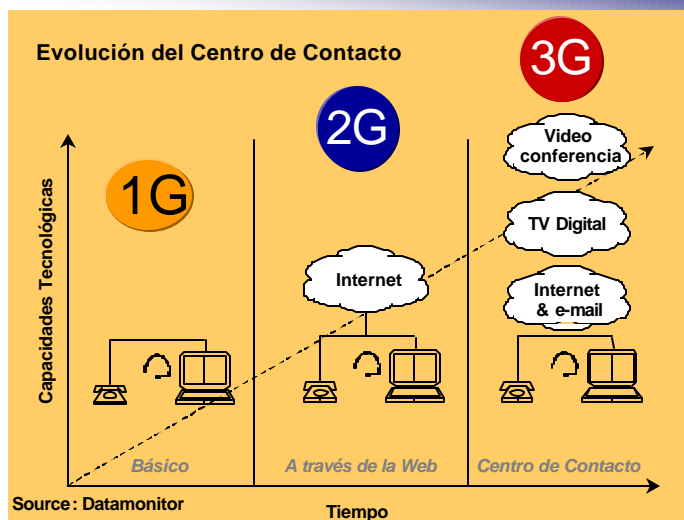 Evolución del Centro de Contacto
3G
2G
1G
Video
conferencia
TV Digital
Internet
Internet
& e-mail
Capacidades Tecnológicas
Básico
A través de la Web
Centro de Contacto
Source: Datamonitor
Tiempo